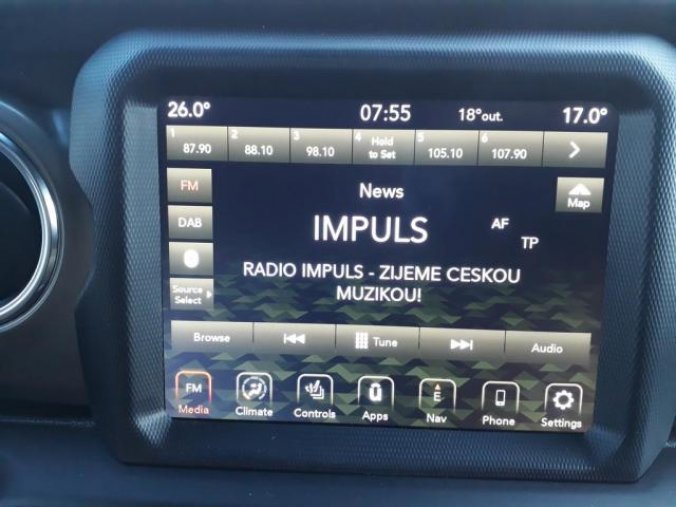 26.0° 07:55 18°out. 17.0°
1 87.90 2 88.10 3 98.10 4 Hold to Set 5 105.10 6 107.90
FM
News
Map
DAB
IMPULS
AF
TP
RADIO IMPULS - ZIJEME CESKOU
MUZIKOU!
Source
Select
Browse Tune Audio
FM E
Media Climate Controls Apps Nav Phone Settings